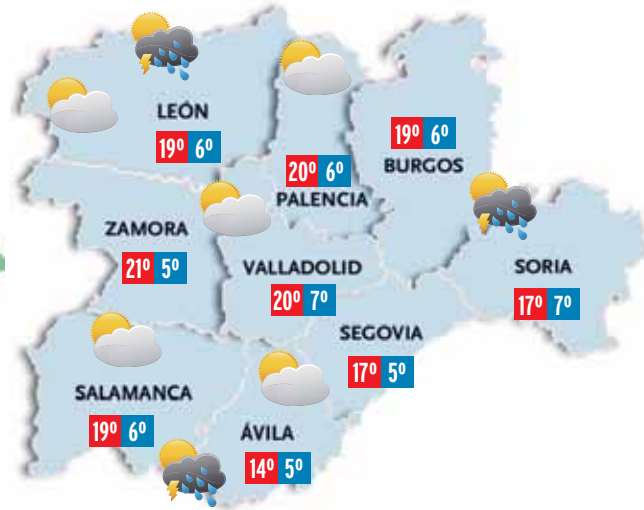 LEÓN
19º 6º
19º 6º
BURGOS
20º 6º
PALENCIA
ZAMORA
21º 5º
VALLADOLID
20º 7º
SORIA
17º 7º
SEGOVIA
17º 5º
SALAMANCA
19º 6º
ÁVILA
14º 5º